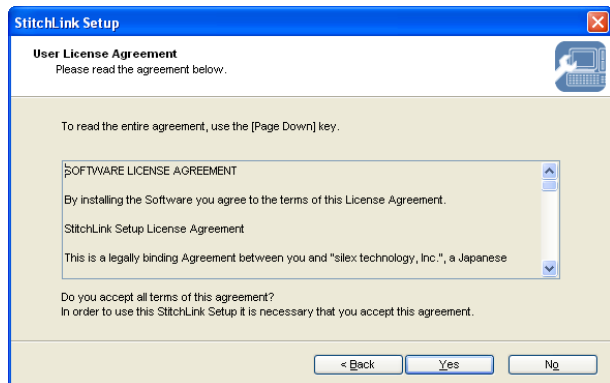 StitchLink Setup
User License Agreement
Please read the agreement below.
To read the entire agreement, use the [Page Down] key.
SOFTWARE LICENSE AGREEMENT
By installing the Software you agree to the terms of this License Agreement.
StitchLink Setup License Agreement
This is a legally binding Agreement between you and "silex technology, Inc.", a Japanese
Do you accept all terms of this agreement?
In order to use this StitchLink Setup it is necessary that you accept this agreement.
< Back Yes No